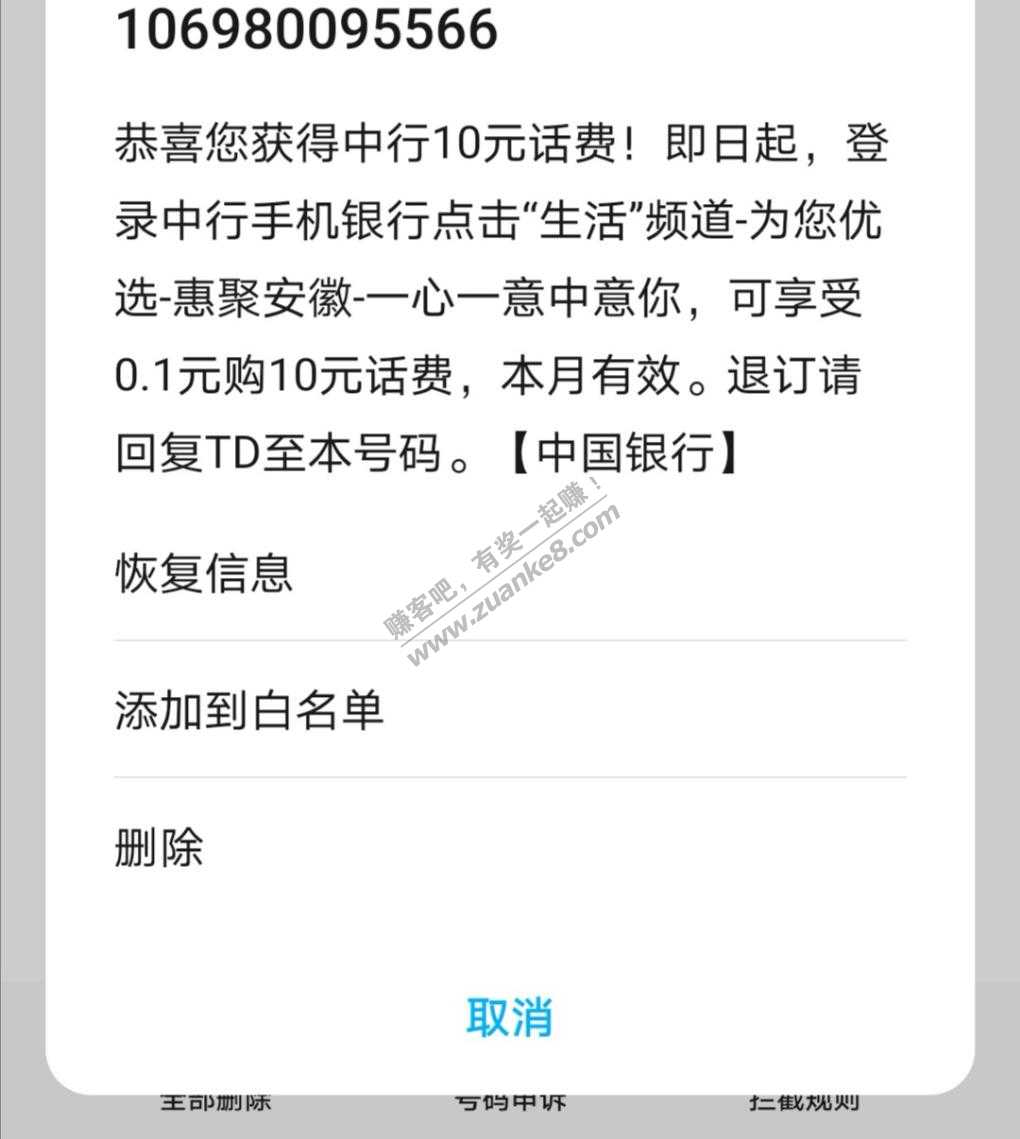 106980095566
恭喜您获得中行10元话费！即日起，登
录中行手机银行点击“生活”频道-为您优
选-惠聚安徽-一心一意中意你，可享受
0.1元购10元话费，本月有效。退订请
回复TD至本号码。【中国银行】
赚客吧，有奖一起赚！
www.zuanke8.com
恢复信息
添加到白名单
删除
取消
全部删除
号码申诉
拦截规则